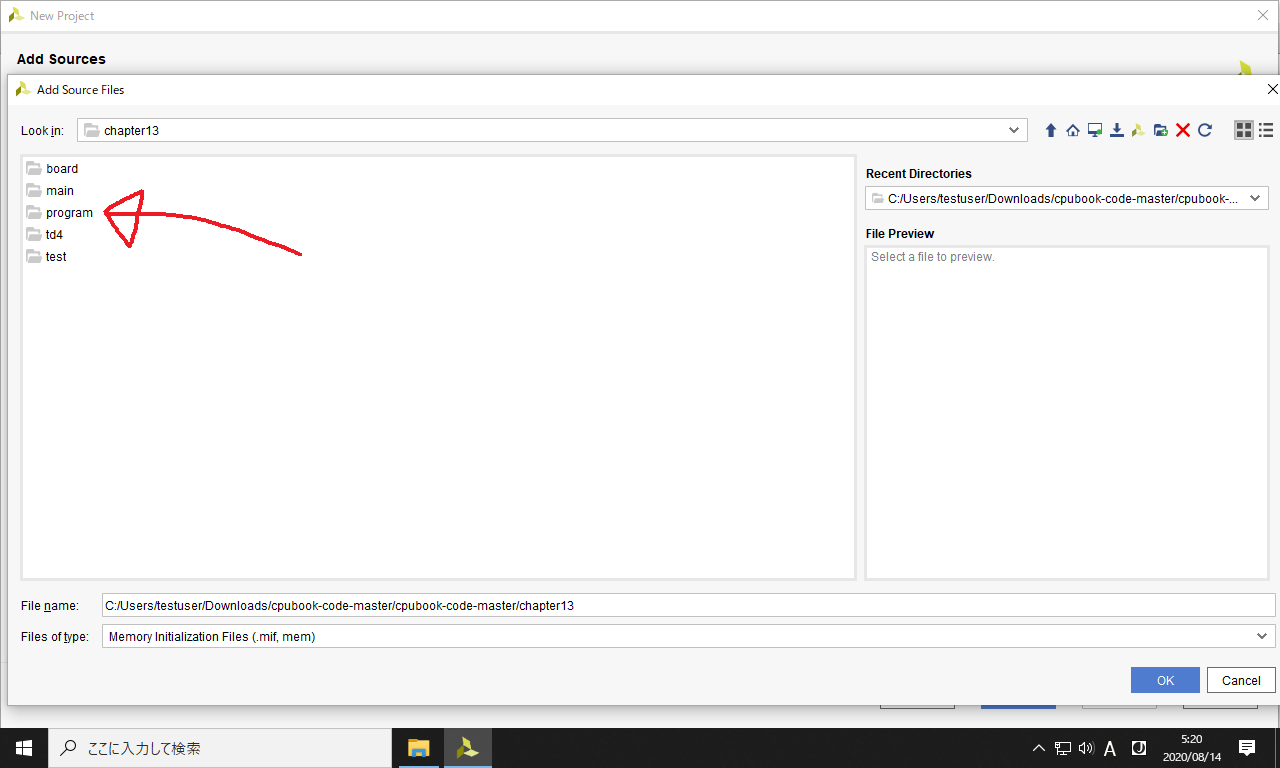 New Project
Add Sources
Add Source Files
Look in: chapter13
board
main
program
td4
test
Recent Directories
C:/Users/testuser/Downloads/cpubook-code-master/cpubook-...
File Preview
Select a file to preview.
File name: C:/Users/testuser/Downloads/cpubook-code-master/cpubook-code-master/chapter13
Files of type: Memory Initialization Files (.mif, mem)
OK Cancel
ここに入力して検索
A
J
5:20
2020/08/14